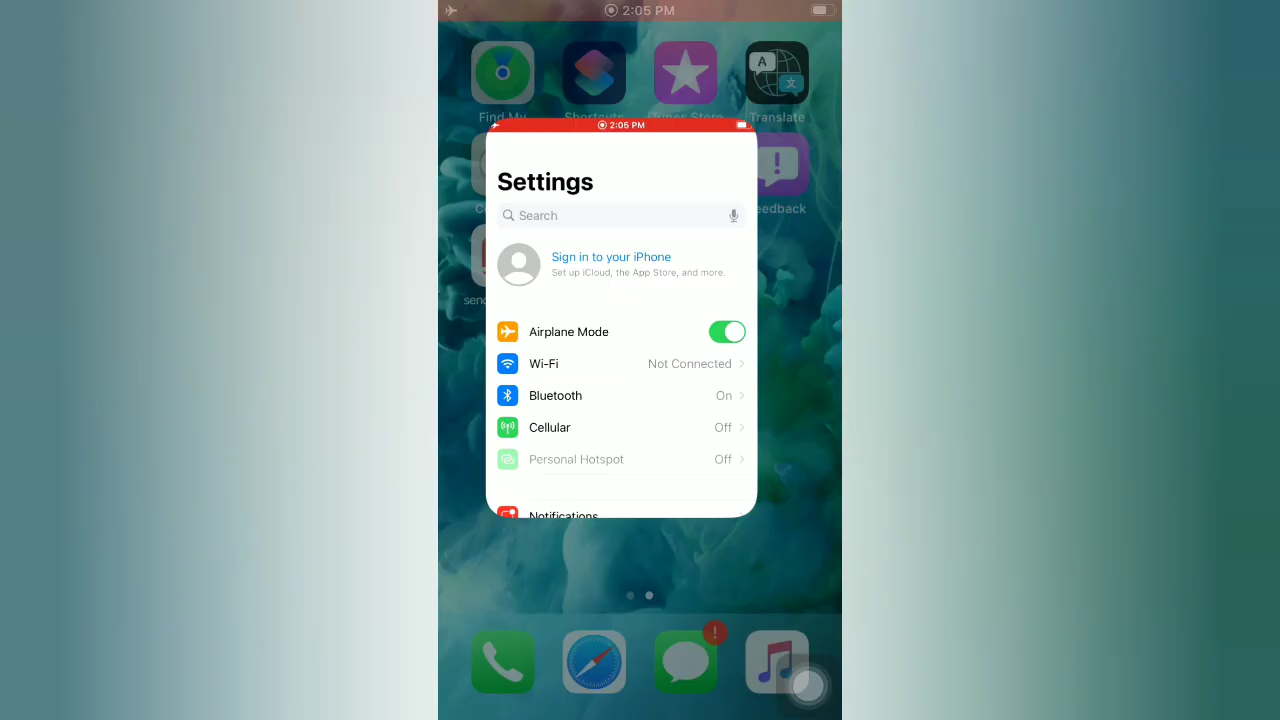 2:05 PM
A
文
Find My
Shortcuts
iTunes Store
Translate
2:05 PM
Settings
eedback
Search
C
Sign in to your iPhone
Set up iCloud, the App Store, and more.
send
Airplane Mode
Wi-Fi
Not Connected
Bluetooth
On
Cellular
Off
Personal Hotspot
Off
Notifications